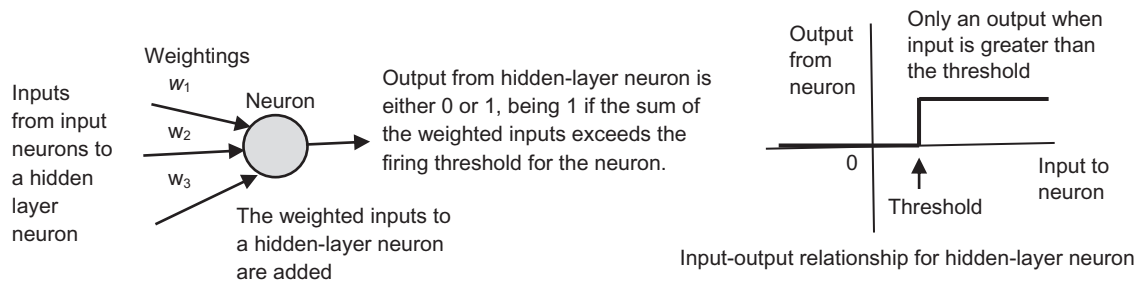 Inputs
from input
neurons to
a hidden
layer
neuron
Weightings
w1
w2
w3
Neuron
The weighted inputs to
a hidden-layer neuron
are added
Output from hidden-layer neuron is
either 0 or 1, being 1 if the sum of
the weighted inputs exceeds the
firing threshold for the neuron.
Output
from
neuron
Only an output when
input is greater than
the threshold
0
Threshold
Input to
neuron
Input-output relationship for hidden-layer neuron